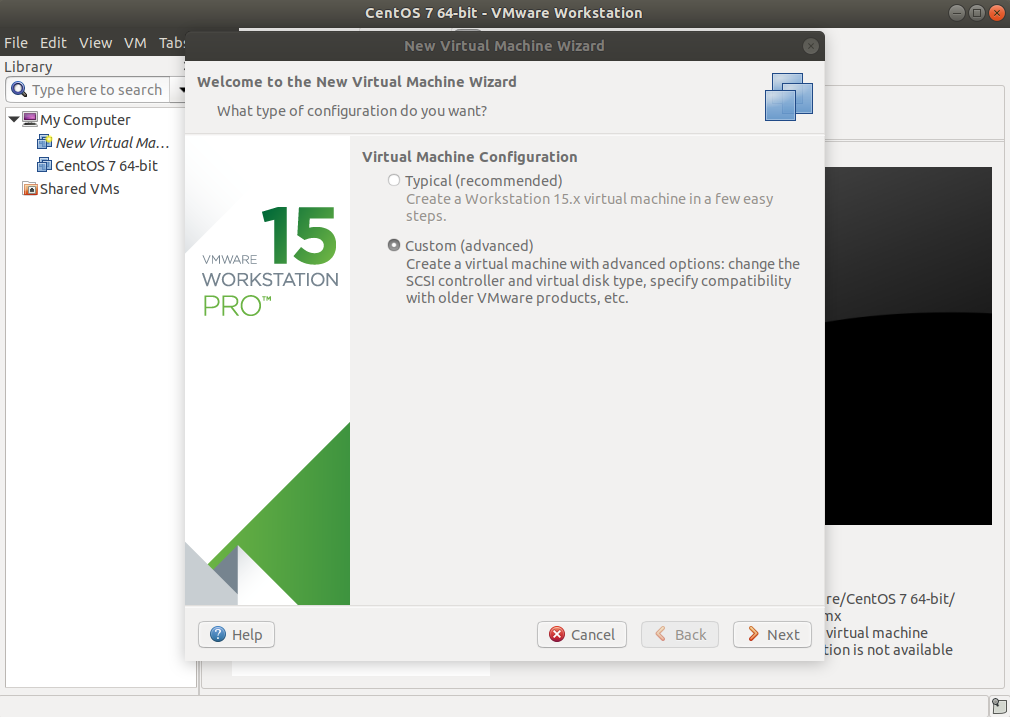 CentOS 7 64-bit - VMware Workstation
File Edit View VM Tabs
Library
Type here to search
My Computer
New Virtual Ma...
CentOS 7 64-bit
Shared VMs
New Virtual Machine Wizard
Welcome to the New Virtual Machine Wizard
What type of configuration do you want?
VMWARE 15
WORKSTATION
PRO™
Virtual Machine Configuration
Typical (recommended)
Create a Workstation 15.x virtual machine in a few easy
steps.
Custom (advanced)
Create a virtual machine with advanced options: change the
SCSI controller and virtual disk type, specify compatibility
with older VMware products, etc.
Help
Cancel
Back
Next
re/CentOS 7 64-bit/
mx
virtual machine
tion is not available